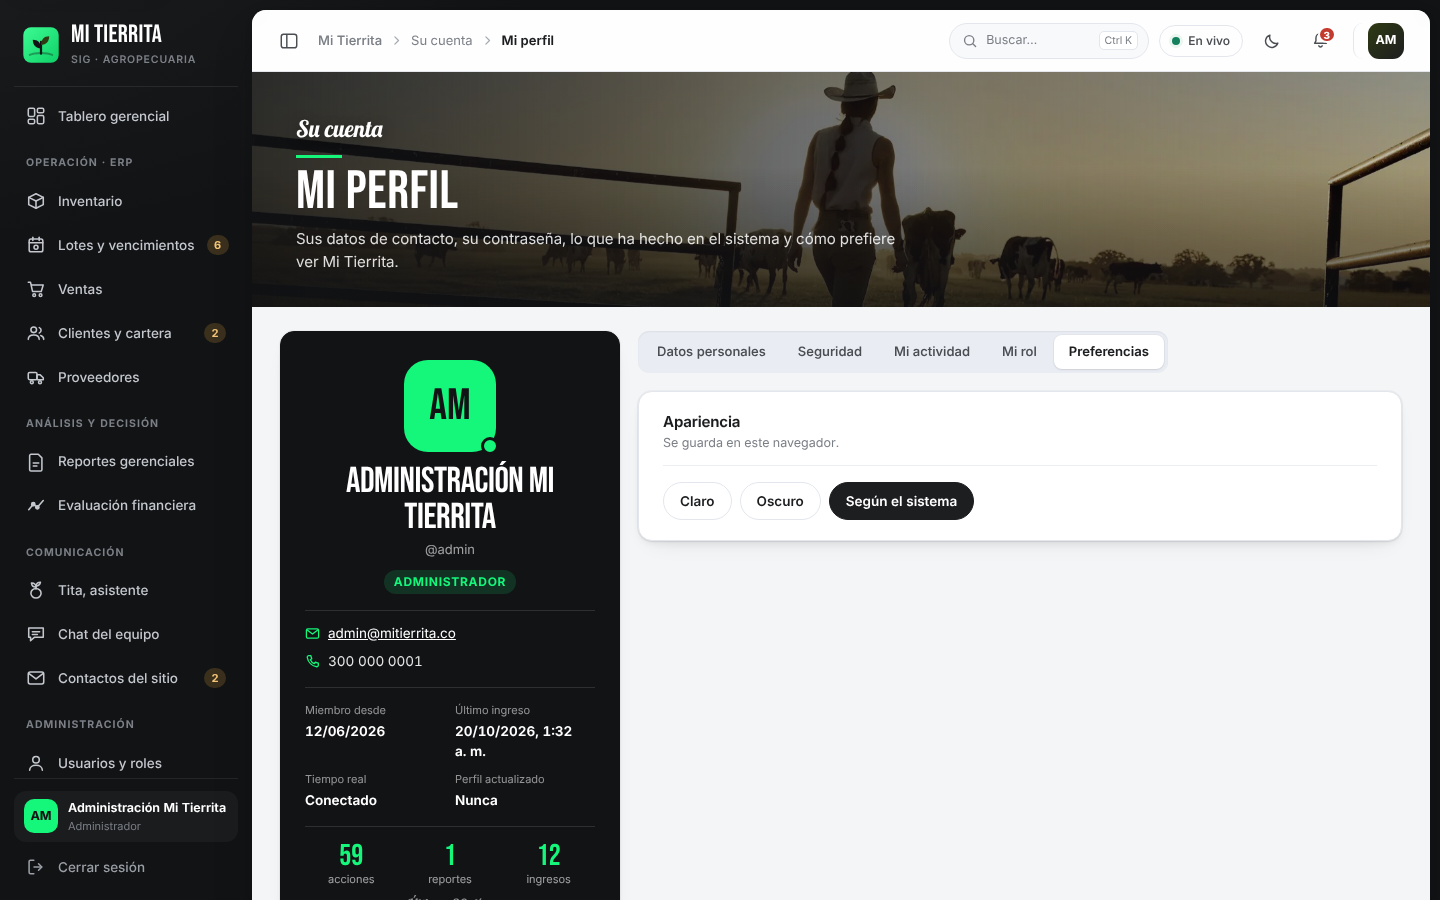 MI TIERRITA
SIG · AGROPECUARIA
Tablero gerencial
OPERACIÓN · ERP
Inventario
Lotes y vencimientos 6
Ventas
Clientes y cartera 2
Proveedores
ANÁLISIS Y DECISIÓN
Reportes gerenciales
Evaluación financiera
COMUNICACIÓN
Tita, asistente
Chat del equipo
Contactos del sitio 2
ADMINISTRACIÓN
Usuarios y roles
AM Administración Mi Tierrita
Administrador
Cerrar sesión
Mi Tierrita Su cuenta Mi perfil
Buscar... Ctrl K
En vivo
3
AM
Su cuenta
MI PERFIL
Sus datos de contacto, su contraseña, lo que ha hecho en el sistema y cómo prefiere
ver Mi Tierrita.
AM
ADMINISTRACIÓN MI
TIERRITA
@admin
ADMINISTRADOR
admin@mitierrita.co
300 000 0001
Miembro desde
12/06/2026
Último ingreso
20/10/2026, 1:32
a. m.
Tiempo real
Conectado
Perfil actualizado
Nunca
59 acciones
1 reportes
12 ingresos
Datos personales Seguridad Mi actividad Mi rol Preferencias
Apariencia
Se guarda en este navegador.
Claro Oscuro Según el sistema